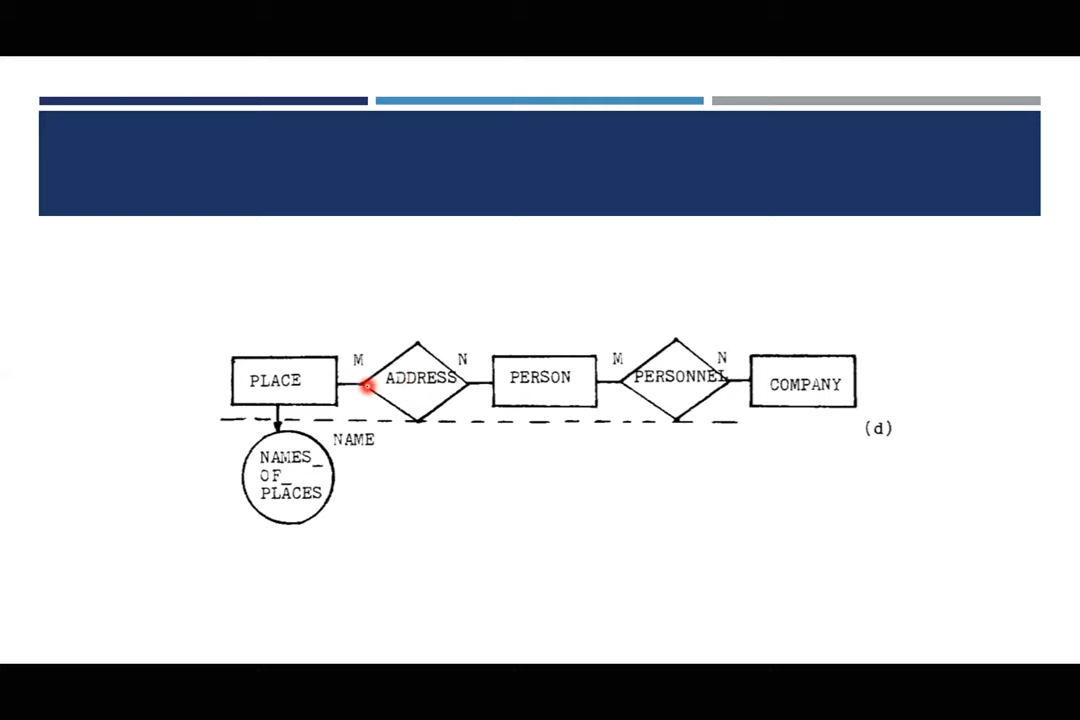 M
N
M
N
PLACE
ADDRESS
PERSON
PERSONNEL
COMPANY
(d)
NAME
NAMES_
OF_
PLACES